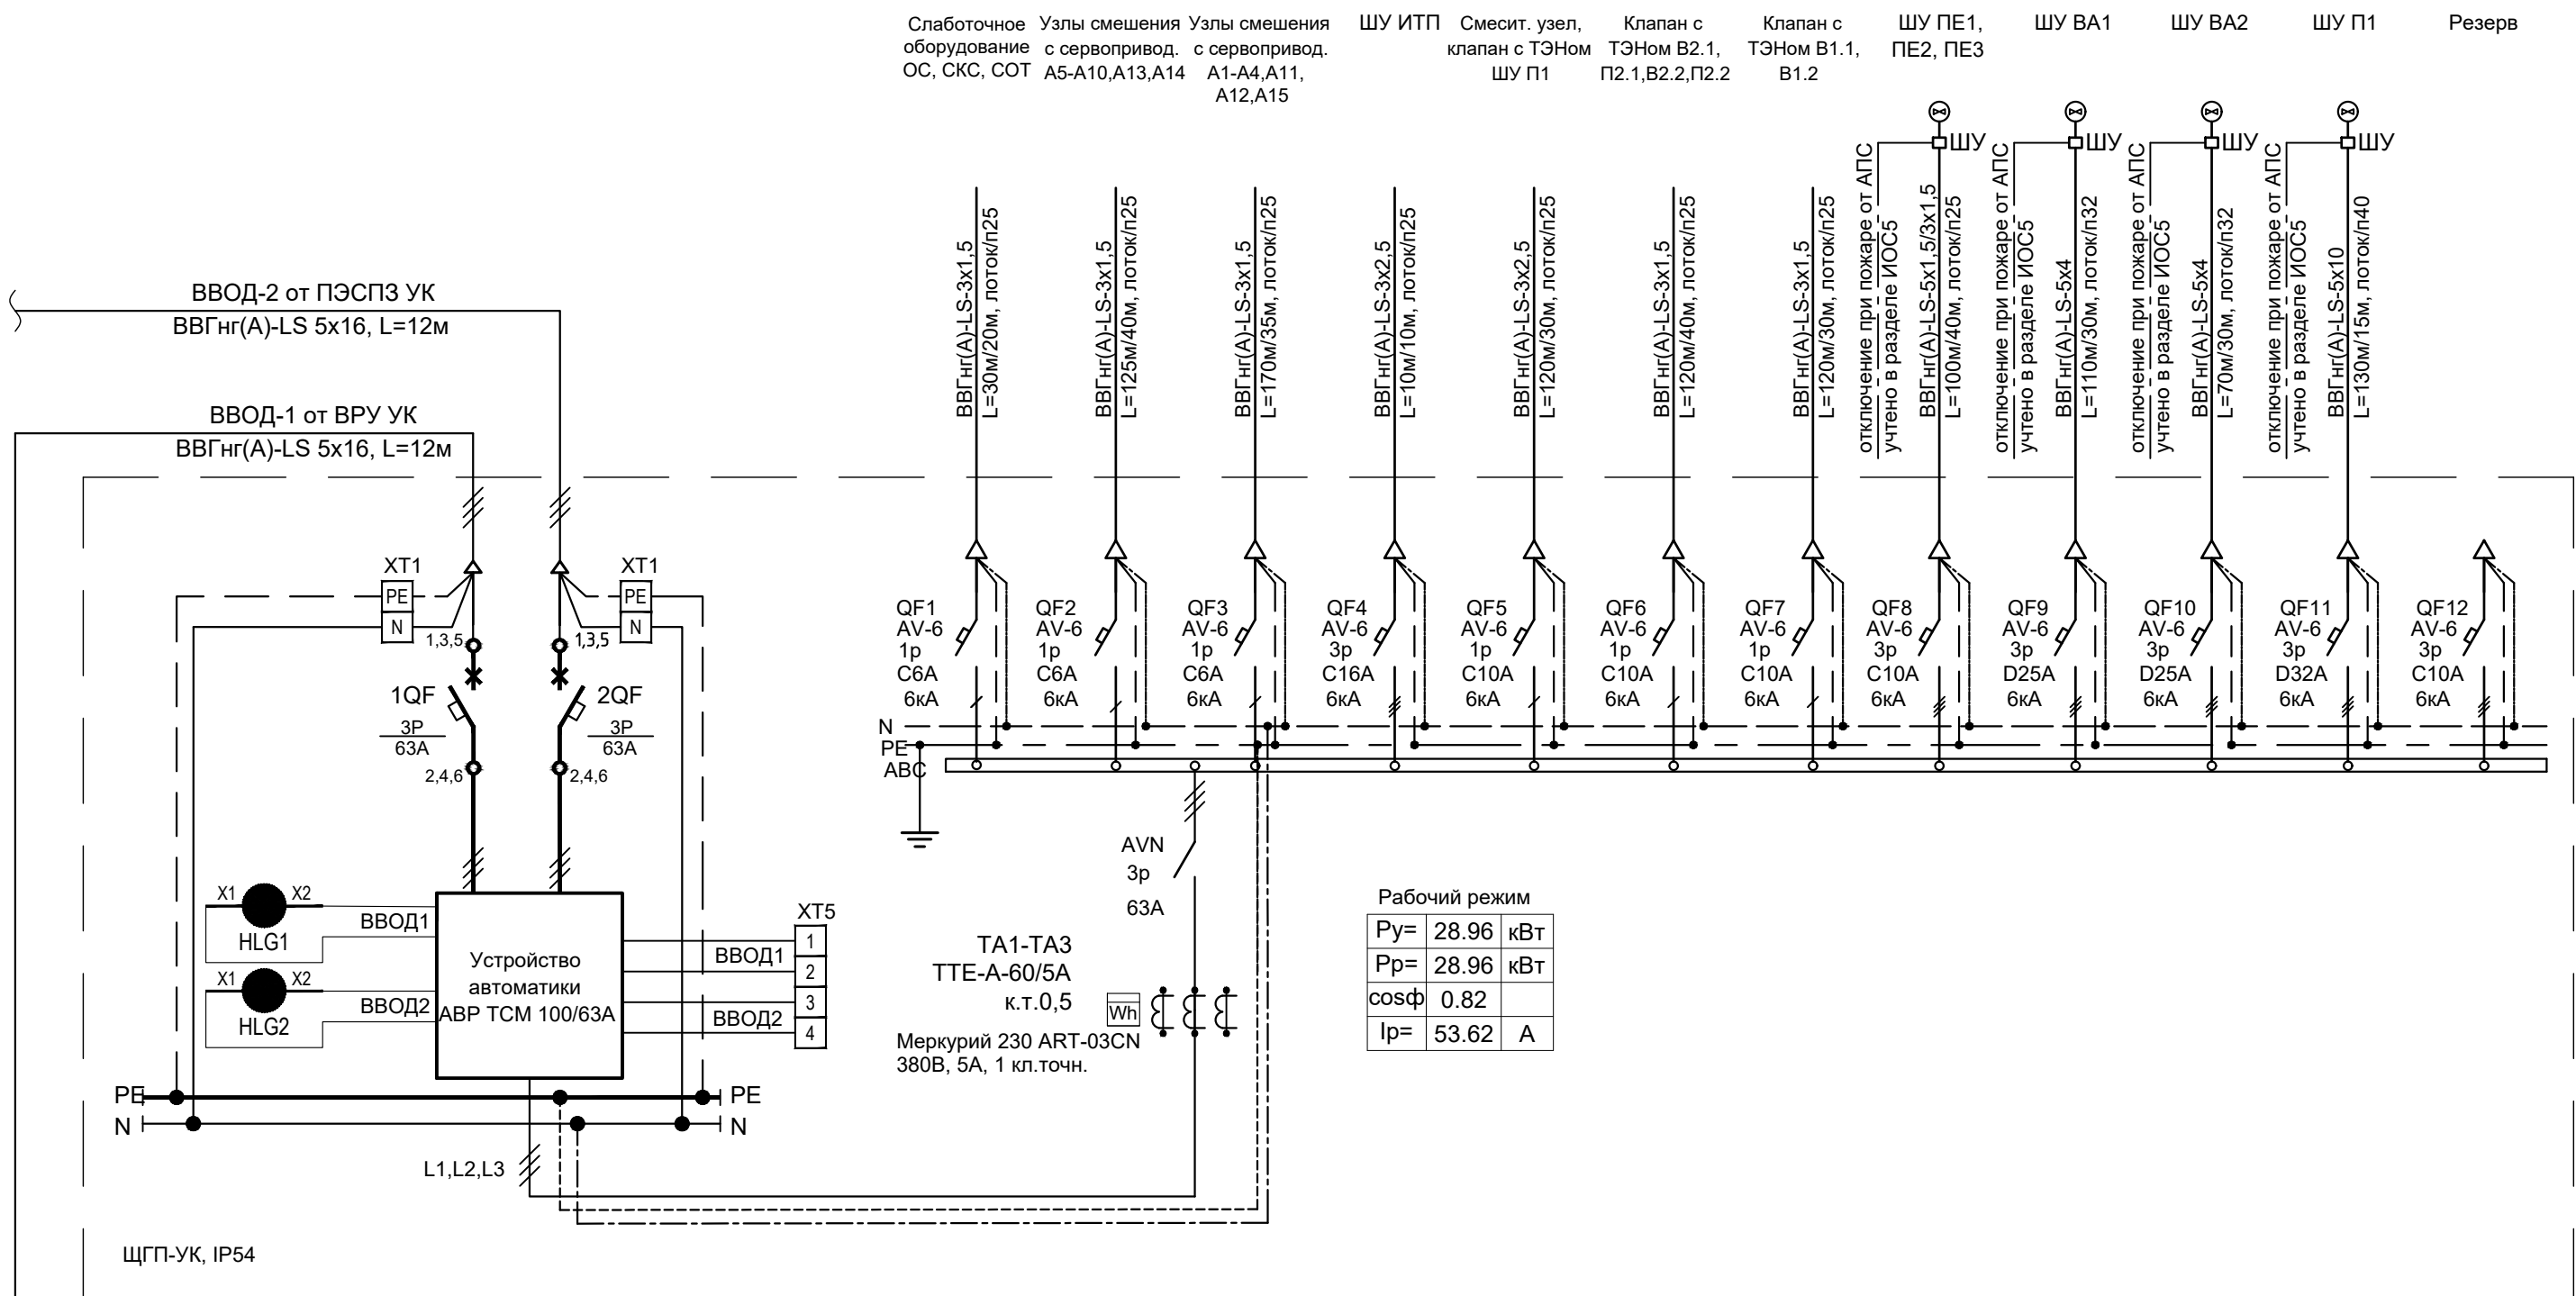 Слаботочное
оборудование
ОС, СКС, СОТ
Узлы смешения
с сервопривод.
А5-А10,А13,А14
Узлы смешения
с сервопривод.
А1-А4,А11,
А12,А15
ШУ ИТП
Смесит. узел,
клапан с ТЭНом
ШУ П1
Клапан с
ТЭНом В2.1,
П2.1,В2.2,П2.2
Клапан с
ТЭНом В1.1,
В1.2
ШУ ПЕ1,
ПЕ2, ПЕ3
ШУ ВА1
ШУ ВА2
ШУ П1
Резерв
ШУ
ШУ
ШУ
ШУ
ВВГнг(А)-LS-3х1,5
L=30м/20м, лоток/п25
ВВГнг(А)-LS-3х1,5
L=125м/40м, лоток/п25
ВВГнг(А)-LS-3х1,5
L=170м/35м, лоток/п25
ВВГнг(А)-LS-3х2,5
L=10м/10м, лоток/п25
ВВГнг(А)-LS-3х2,5
L=120м/30м, лоток/п25
ВВГнг(А)-LS-3х1,5
L=120м/40м, лоток/п25
ВВГнг(А)-LS-3х1,5
L=120м/30м, лоток/п25
отключение при пожаре от АПС
учтено в разделе ИОС5
ВВГнг(А)-LS-5х1,5/3х1,5
L=100м/40м, лоток/п25
отключение при пожаре от АПС
учтено в разделе ИОС5
ВВГнг(А)-LS-5х4
L=110м/30м, лоток/п32
отключение при пожаре от АПС
учтено в разделе ИОС5
ВВГнг(А)-LS-5х4
L=70м/30м, лоток/п32
отключение при пожаре от АПС
учтено в разделе ИОС5
ВВГнг(А)-LS-5х10
L=130м/15м, лоток/п40
ВВОД-2 от ПЭСПЗ УК
ВВГнг(А)-LS 5х16, L=12м
ВВОД-1 от ВРУ УК
ВВГнг(А)-LS 5х16, L=12м
XT1
PE
N
1,3,5
XT1
PE
N
1,3,5
1QF
3P
63A
2,4,6
2QF
3P
63A
2,4,6
QF1
AV-6
1p
C6A
6кА
QF2
AV-6
1p
C6A
6кА
QF3
AV-6
1p
C6A
6кА
QF4
AV-6
3p
C16A
6кА
QF5
AV-6
1p
C10A
6кА
QF6
AV-6
1p
C10A
6кА
QF7
AV-6
1p
C10A
6кА
QF8
AV-6
3p
C10A
6кА
QF9
AV-6
3p
D25A
6кА
QF10
AV-6
3p
D25A
6кА
QF11
AV-6
3p
D32A
6кА
QF12
AV-6
3p
C10A
6кА
N
PE
ABC
AVN
3p
63A
X1
X2
HLG1
ВВОД1
X1
X2
HLG2
ВВОД2
Устройство
автоматики
АВР ТСМ 100/63А
XT5
ВВОД1
ВВОД2
1
2
3
4
ТА1-ТА3
ТТЕ-А-60/5А
к.т.0,5
Wh
Меркурий 230 ART-03CN
380В, 5А, 1 кл.точн.
Рабочий режим
Ру= 28.96 кВт
Рр= 28.96 кВт
cosф 0.82
Iр= 53.62 А
PE
PE
N
N
L1,L2,L3
ЩГП-УК, IP54